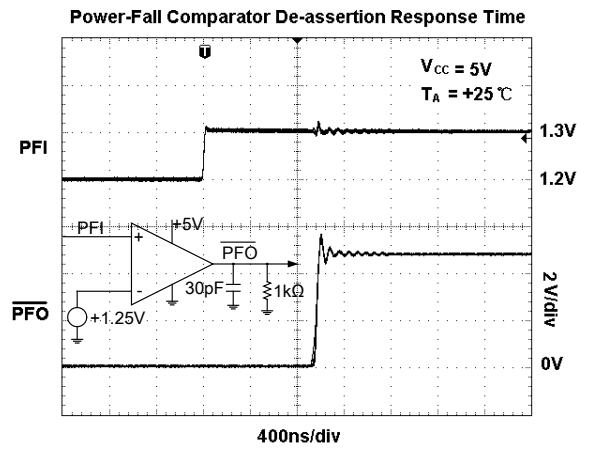 Power-Fall Comparator De-assertion Response Time
T
VCC = 5V
TA = +25℃
PFI
1.3V
1.2V
PFI
+5V
+
-
PFO
30pF
1kΩ
+1.25V
PFO
2 V/div
0V
400ns/div